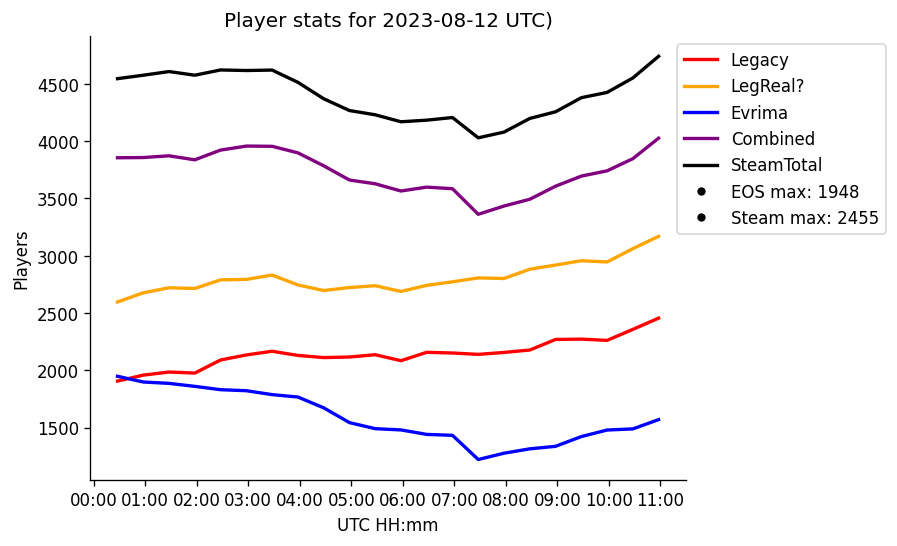 Player stats for 2023-08-12 UTC)
Legacy
LegReal?
Evrima
Combined
SteamTotal
EOS max: 1948
Steam max: 2455
Players
4500
4000
3500
3000
2500
2000
1500
00:00 01:00 02:00 03:00 04:00 05:00 06:00 07:00 08:00 09:00 10:00 11:00
UTC HH:mm